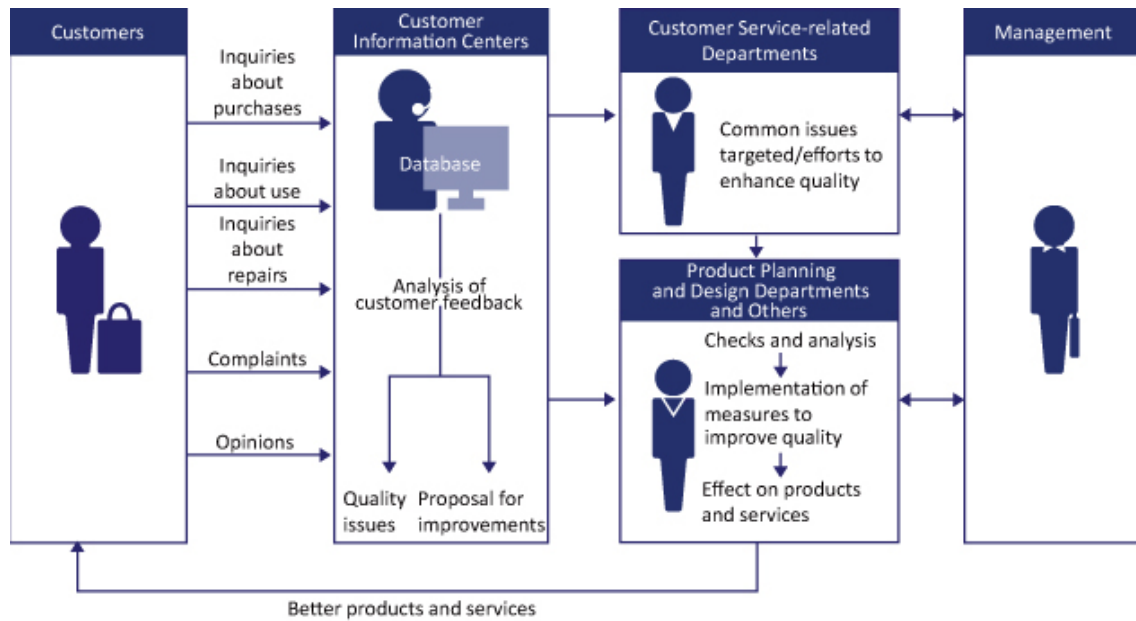 Customers
Inquiries
about
purchases
Inquiries
about use
Inquiries
about
repairs
Complaints
Opinions
Customer
Information Centers
Database
Analysis of
customer feedback
Quality
issues
Proposal for
improvements
Customer Service-related
Departments
Common issues
targeted/efforts to
enhance quality
Product Planning
and Design Departments
and Others
Checks and analysis
Implementation of
measures to
improve quality
Effect on products
and services
Management
Better products and services